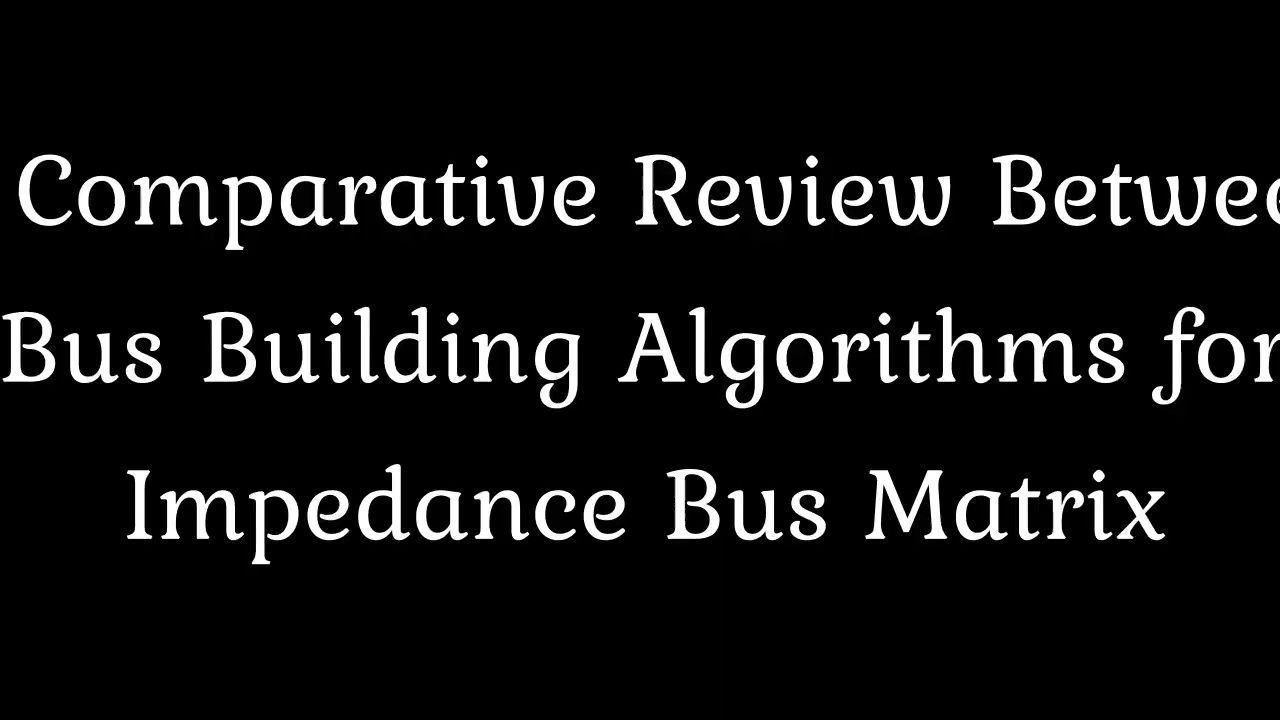 Comparative Review Betwee
Bus Building Algorithms for
Impedance Bus Matrix